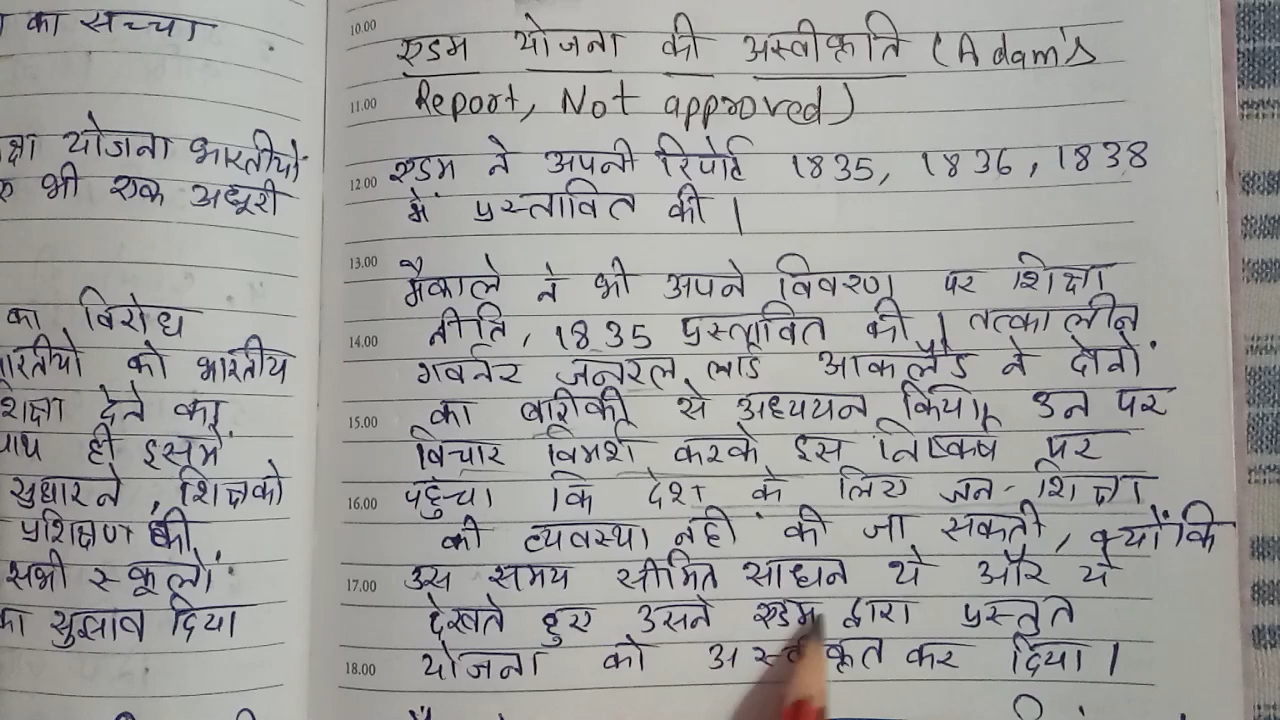 का सच्चा
योजना भारतीयो
भी एक अधूरी
का विरोध
को भारतीय
शिक्षा देने का
ही इसमें
सुधारने, शिक्षको
प्रशिक्षण की
सभी स्कूलों
सुझाव दिया
10.00
एडम योजना की अस्वीकृति (Adam's
11.00
Report, Not approved)
12.00
एडम ने अपनी रिपोर्ट 1835, 1836, 1838
में प्रस्तावित की।
13.00
मैकाले ने भी अपने विवरण पर शिक्षा
14.00
नीति, 1835 प्रस्तावित की। तत्कालीन
गवर्नर जनरल लार्ड आकलैंड ने दोनों
15.00
का बारीकी से अध्ययन किया। उन पर
विचार विमर्श करके इस निष्कर्ष पर
16.00
पहुंचा कि देश के लिए जन-शिक्षा
की व्यवस्था नहीं की जा सकती, क्योंकि
17.00
उस समय सीमित साधन थे और ये
देखते हुए उसने एडम द्वारा प्रस्तुत
18.00
योजना को अस्वीकृत कर दिया।